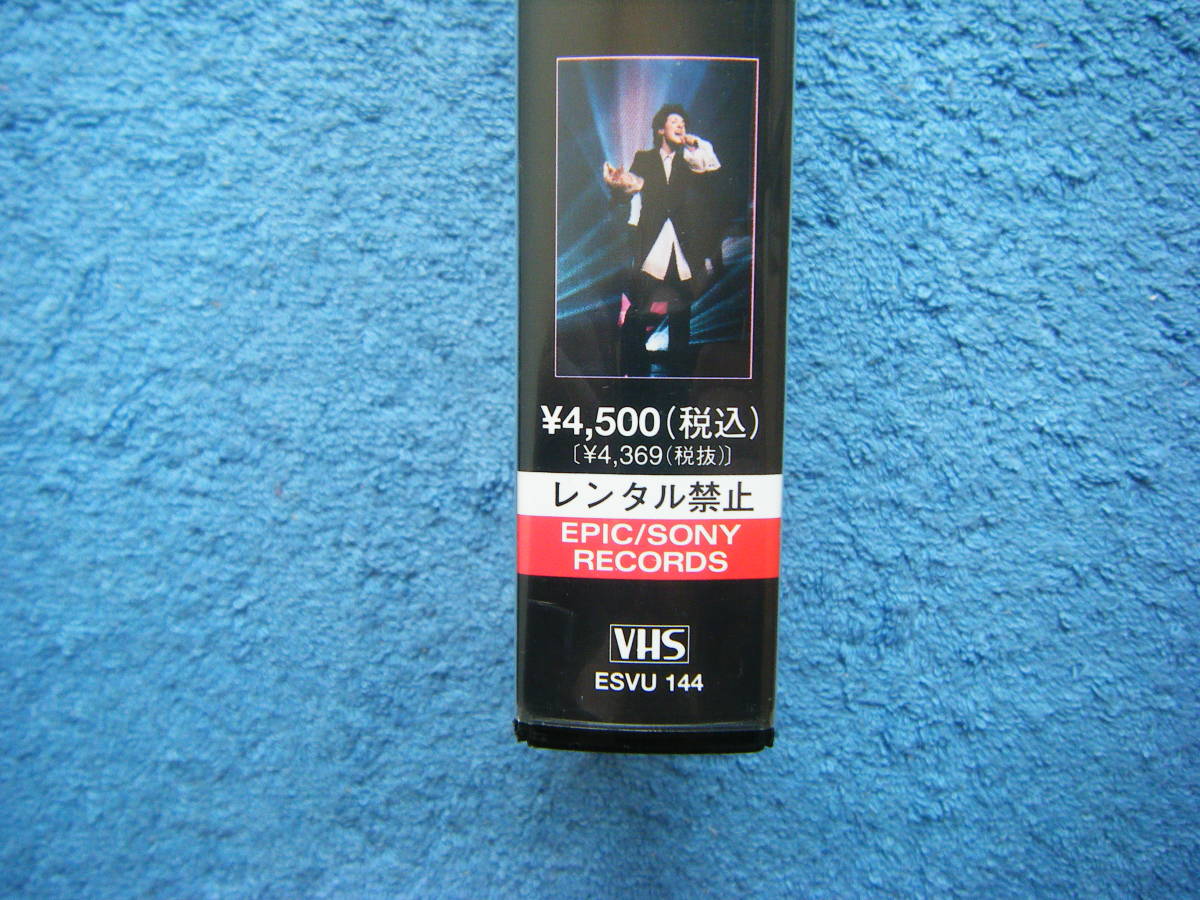 ¥4,500(税込)
〔¥4,369(税抜)〕
レンタル禁止
EPIC/SONY
RECORDS
VHS
ESVU 144